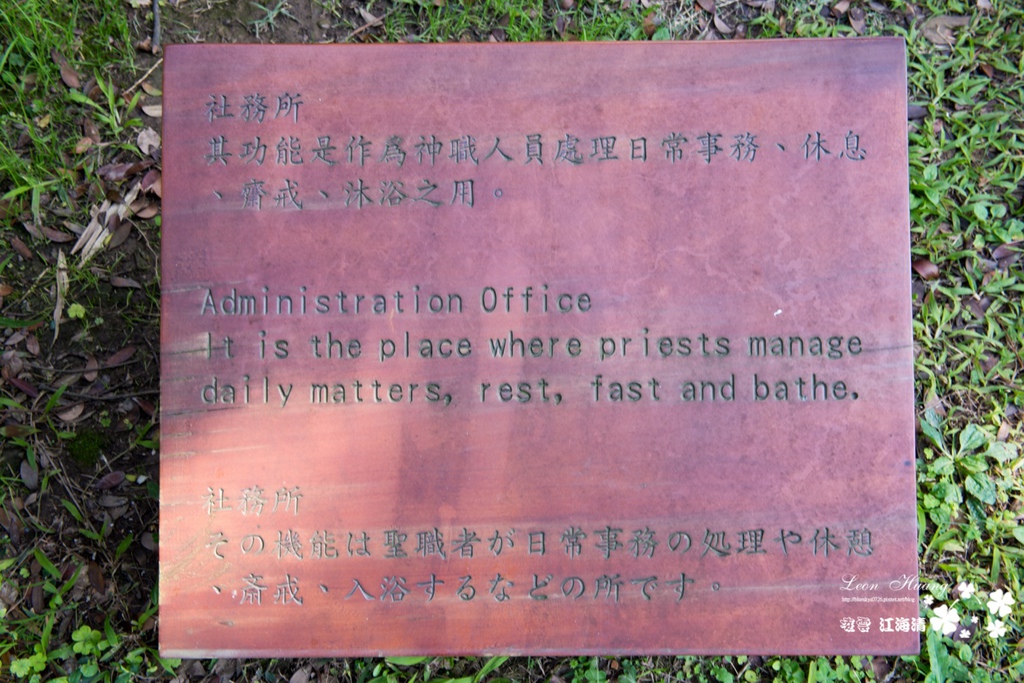 社務所
其功能是作為神職人員處理日常事務、休息
、齋戒、沐浴之用。
Administration Office
It is the place where priests manage
daily matters, rest, fast and bathe.
社務所
その機能は聖職者が日常事務の処理や休憩
、斎戒、入浴するなどの所です。
Leon Huang
江海清